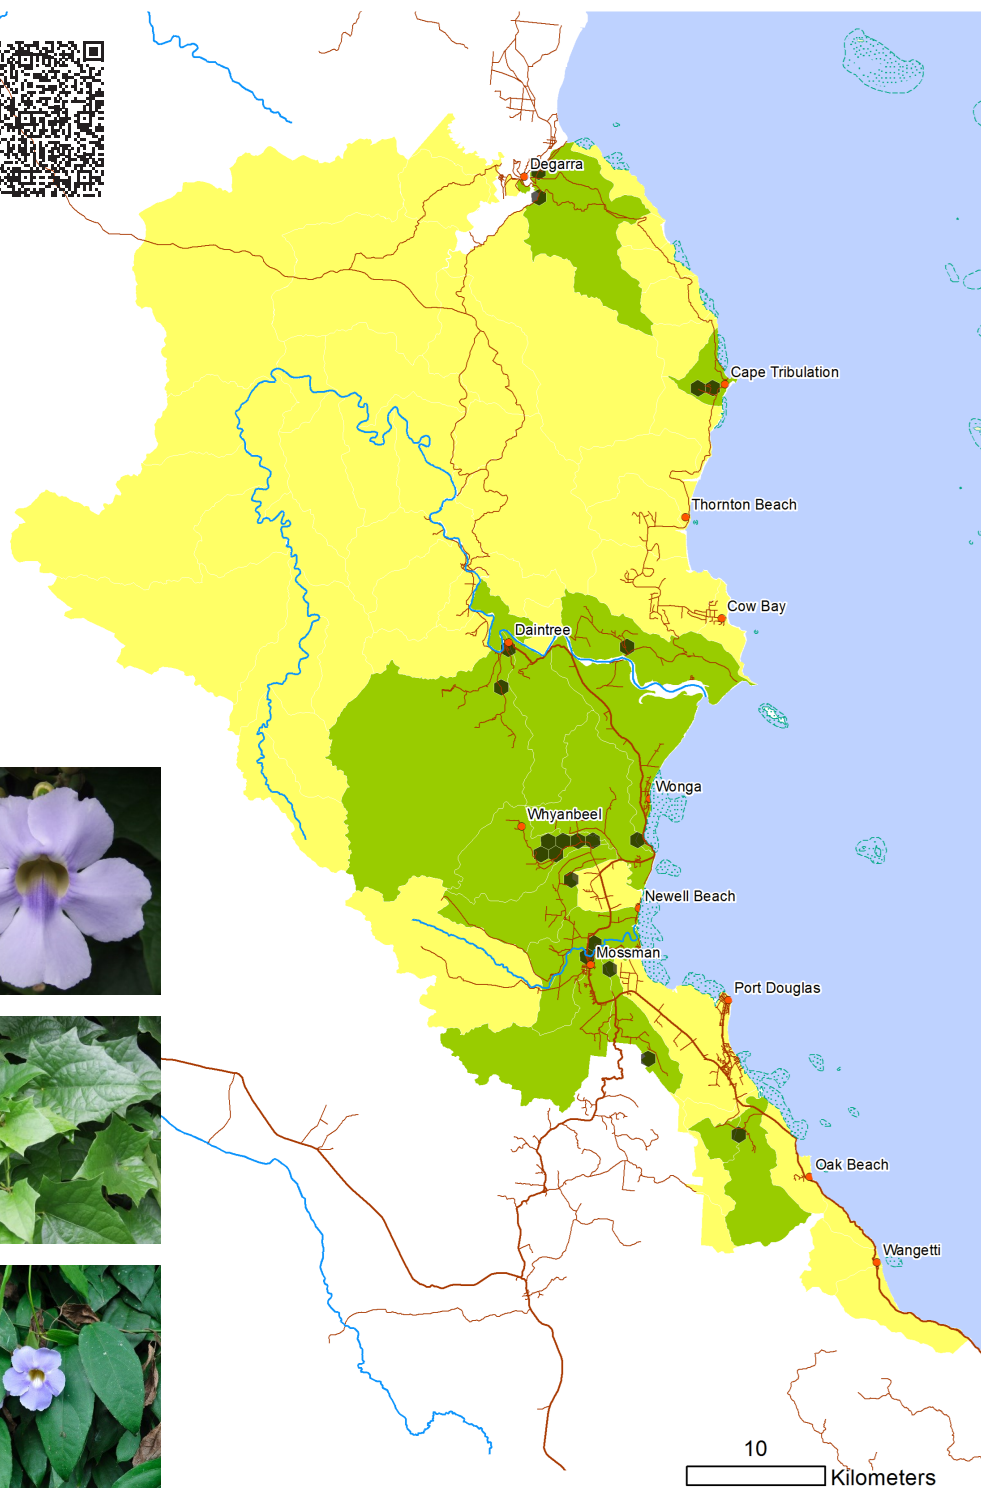 Degarra
Cape Tribulation
Thornton Beach
Cow Bay
Daintree
Wonga
Whyanbeel
Newell Beach
Mossman
Port Douglas
Oak Beach
Wangetti
10
Kilometers